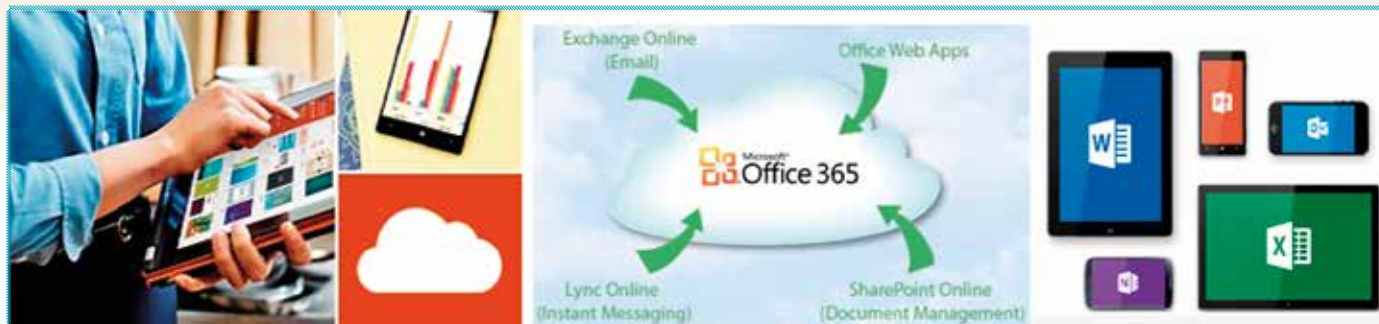 Exchange Online
(Email)
Office Web Apps
Microsoft®
Office 365
Lync Online
(Instant Messaging)
SharePoint Online
(Document Management)
W
P
O
X
N